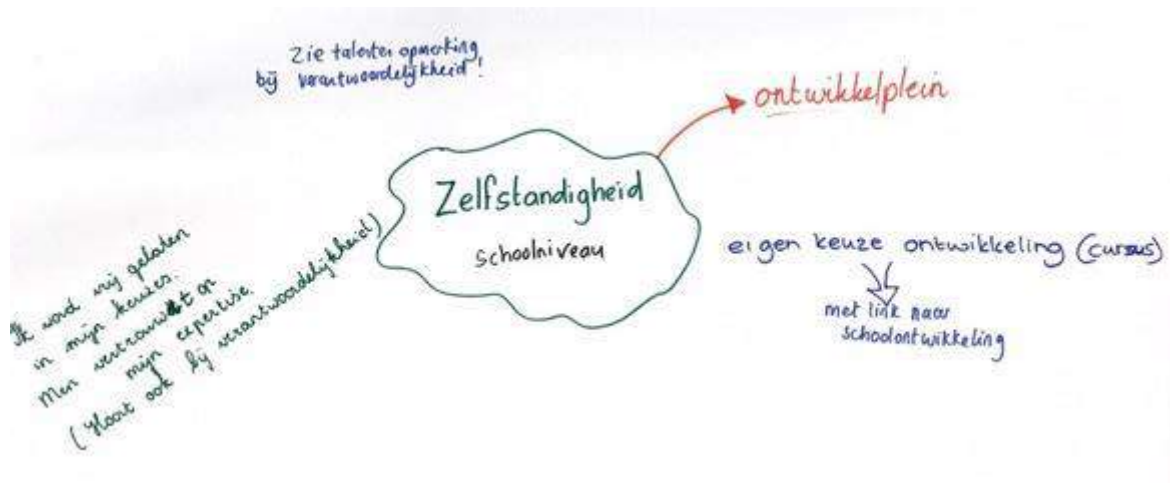 Zie talenten opmerking
bij verantwoordelijkheid!
ontwikkelplein
Zelfstandigheid
schoolniveau
eigen keuze ontwikkeling (cursus)
met link naar
schoolontwikkeling
Ik word vrij gelaten
in mijn keuzes.
Men vertrouwt op
mijn expertise
(Hoort ook bij verantwoordelijkheid)